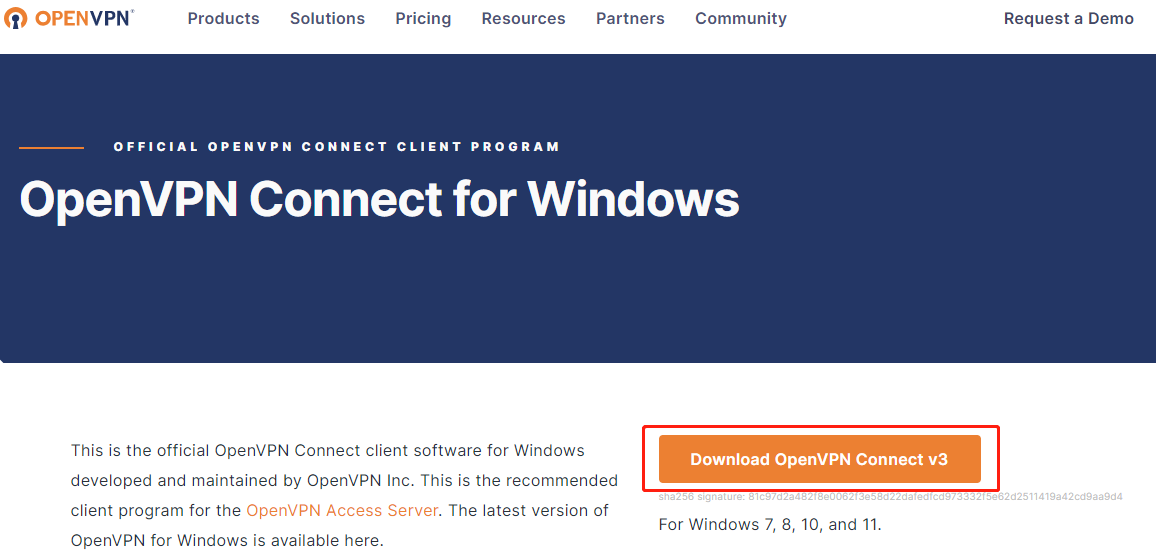 OPENVPN®
Products Solutions Pricing Resources Partners Community Request a Demo
OFFICIAL OPENVPN CONNECT CLIENT PROGRAM
OpenVPN Connect for Windows
This is the official OpenVPN Connect client software for Windows
developed and maintained by OpenVPN Inc. This is the recommended
client program for the OpenVPN Access Server. The latest version of
OpenVPN for Windows is available here.
Download OpenVPN Connect v3
sha256 signature: 81c97d2a482f8e0062f3e58d22dafedfcd973332f5e62d2511419a42cd9aa9d4
For Windows 7, 8, 10, and 11.